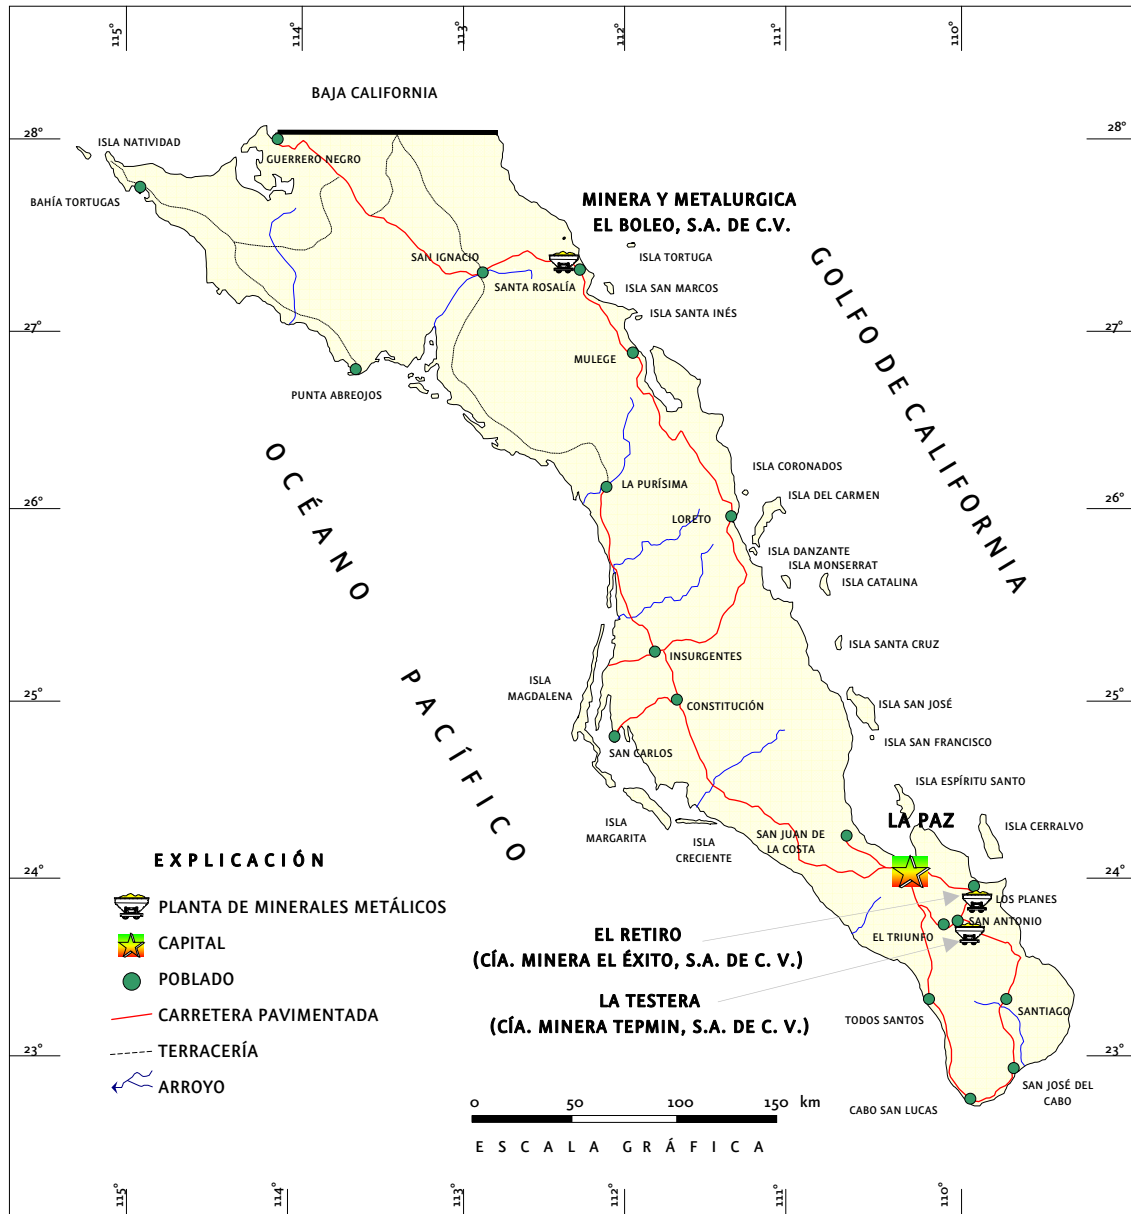 115°
114°
113°
112°
111°
110°
BAJA CALIFORNIA
28°
28°
ISLA NATIVIDAD
GUERRERO NEGRO
BAHÍA TORTUGAS
MINERA Y METALURGICA
EL BOLEO, S.A. DE C.V.
ISLA TORTUGA
SAN IGNACIO
SANTA ROSALÍA
ISLA SAN MARCOS
ISLA SANTA INÉS
GOLFO DE CALIFORNIA
27°
27°
MULEGE
PUNTA ABREOJOS
OCÉANO PACÍFICO
ISLA CORONADOS
LA PURÍSIMA
ISLA DEL CARMEN
26°
26°
LORETO
ISLA DANZANTE
ISLA MONSERRAT
ISLA CATALINA
ISLA SANTA CRUZ
INSURGENTES
ISLA
MAGDALENA
25°
25°
CONSTITUCIÓN
ISLA SAN JOSÉ
SAN CARLOS
ISLA SAN FRANCISCO
ISLA ESPÍRITU SANTO
ISLA
MARGARITA
ISLA
CRECIENTE
SAN JUAN DE
LA COSTA
LA PAZ
ISLA CERRALVO
24°
24°
LOS PLANES
SAN ANTONIO
EL TRIUNFO
EL RETIRO
(CÍA. MINERA EL ÉXITO, S.A. DE C. V.)
LA TESTERA
(CÍA. MINERA TEPMIN, S.A. DE C. V.)
TODOS SANTOS
SANTIAGO
23°
23°
SAN JOSÉ DEL
CABO
CABO SAN LUCAS
EXPLICACIÓN
PLANTA DE MINERALES METÁLICOS
CAPITAL
POBLADO
CARRETERA PAVIMENTADA
TERRACERÍA
ARROYO
0 50 100 150 km
ESCALA GRÁFICA
115°
114°
113°
112°
111°
110°